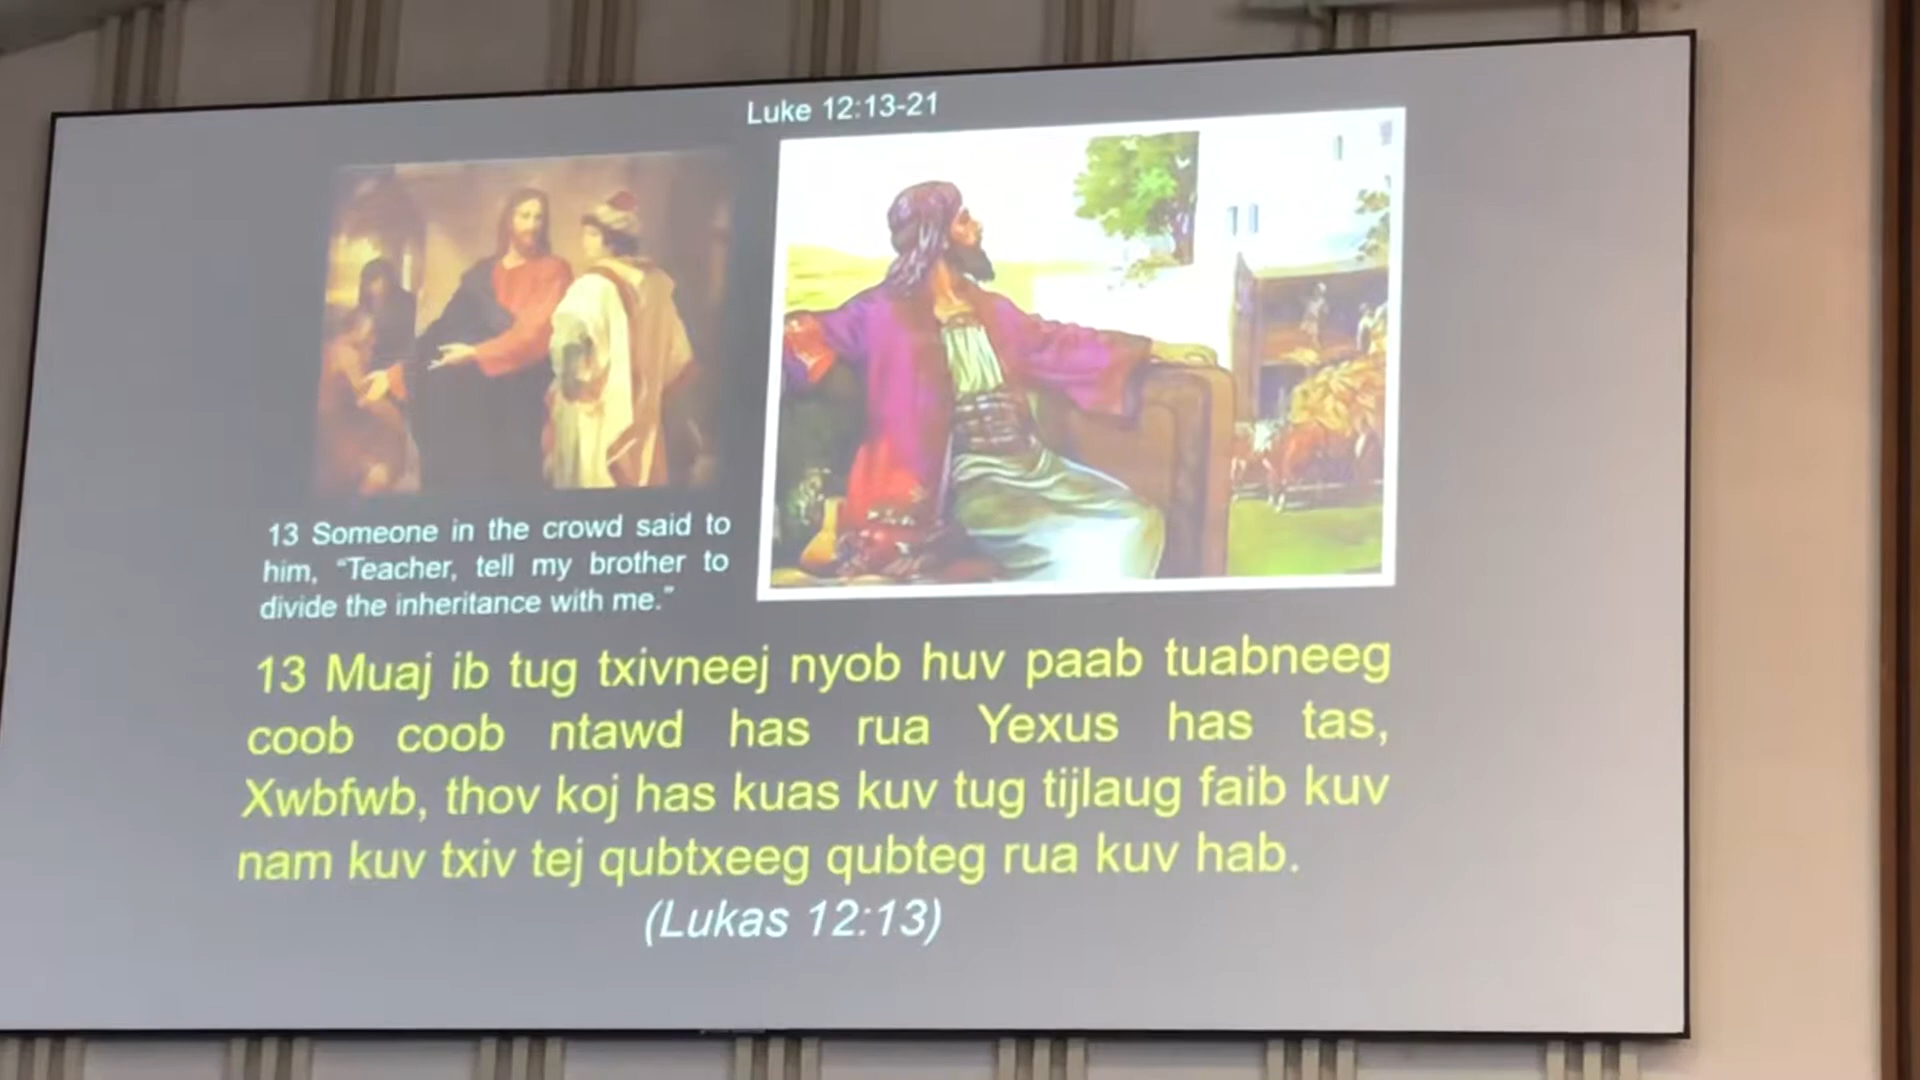 Luke 12:13-21
13 Someone in the crowd said to
him, “Teacher, tell my brother to
divide the inheritance with me.”
13 Muaj ib tug txivneej nyob huv paab tuabneeg
coob coob ntawd has rua Yexus has tas,
Xwbfwb, thov koj has kuas kuv tug tijlaug faib kuv
nam kuv txiv tej qubtxeeg qubteg rua kuv hab.
(Lukas 12:13)